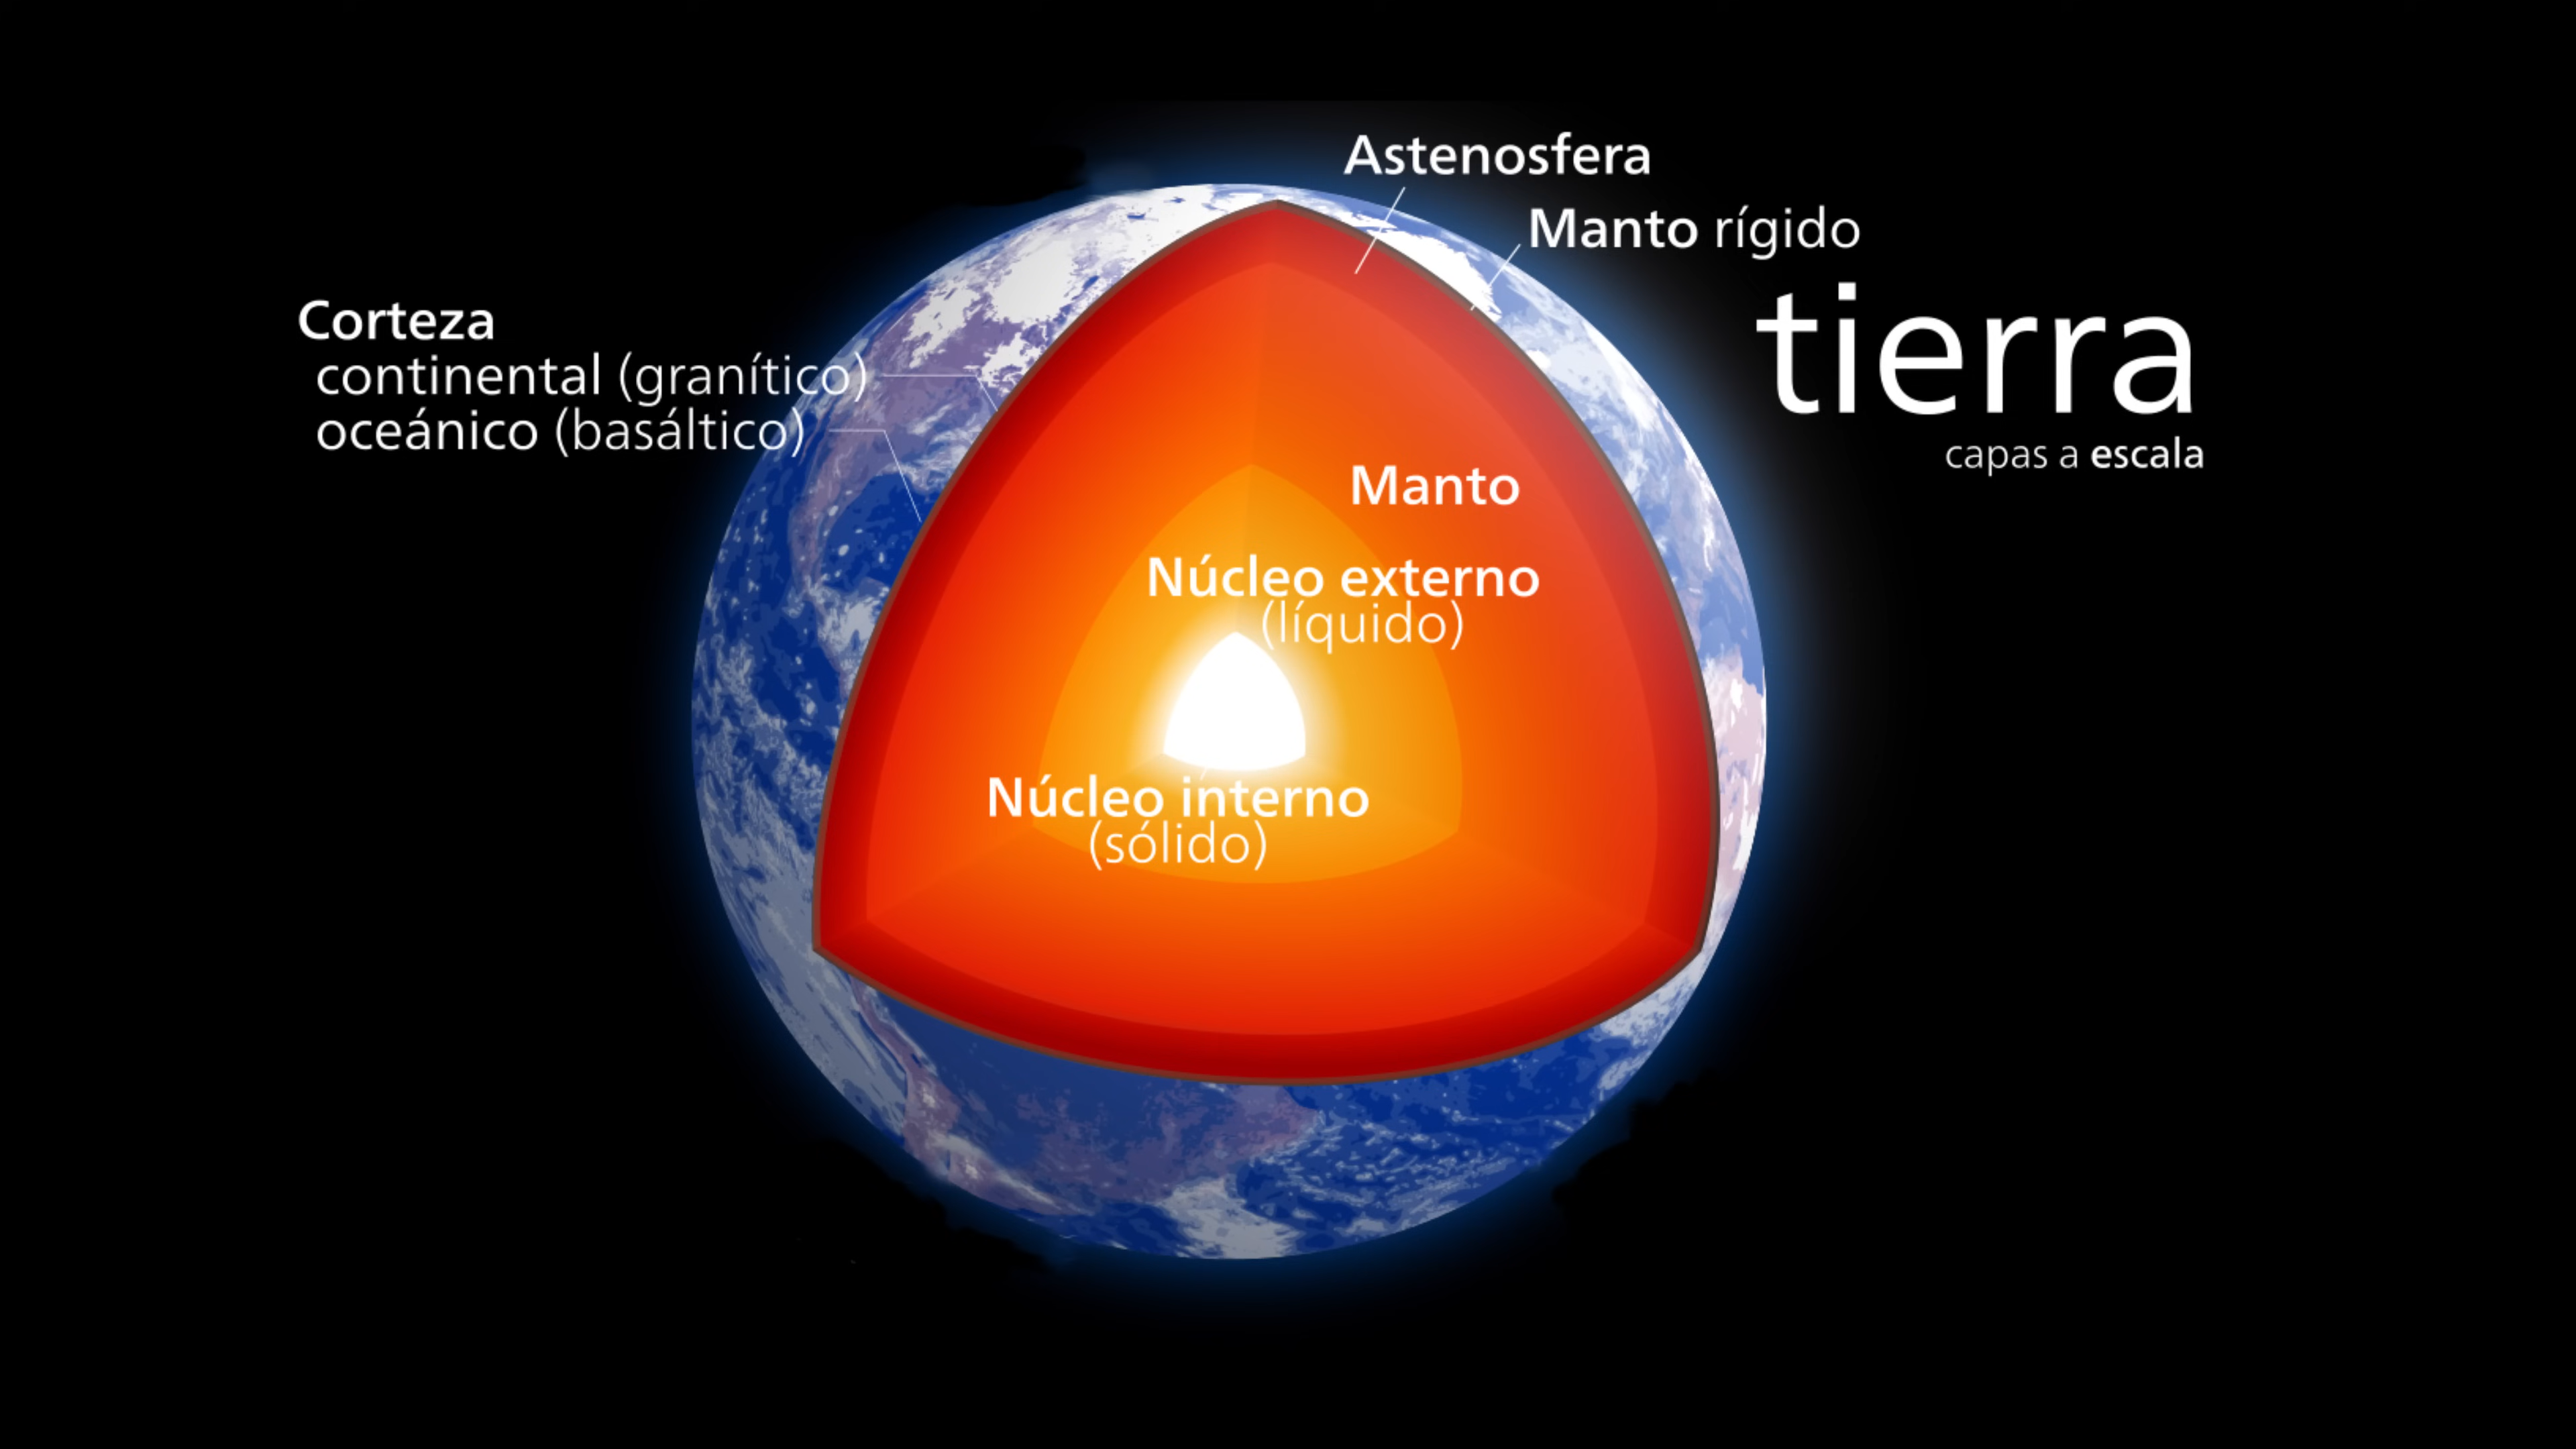 Astenosfera
Manto rígido
tierra
capas a escala
Corteza
continental (granítico)
oceánico (basáltico)
Manto
Núcleo externo
(líquido)
Núcleo interno
(sólido)